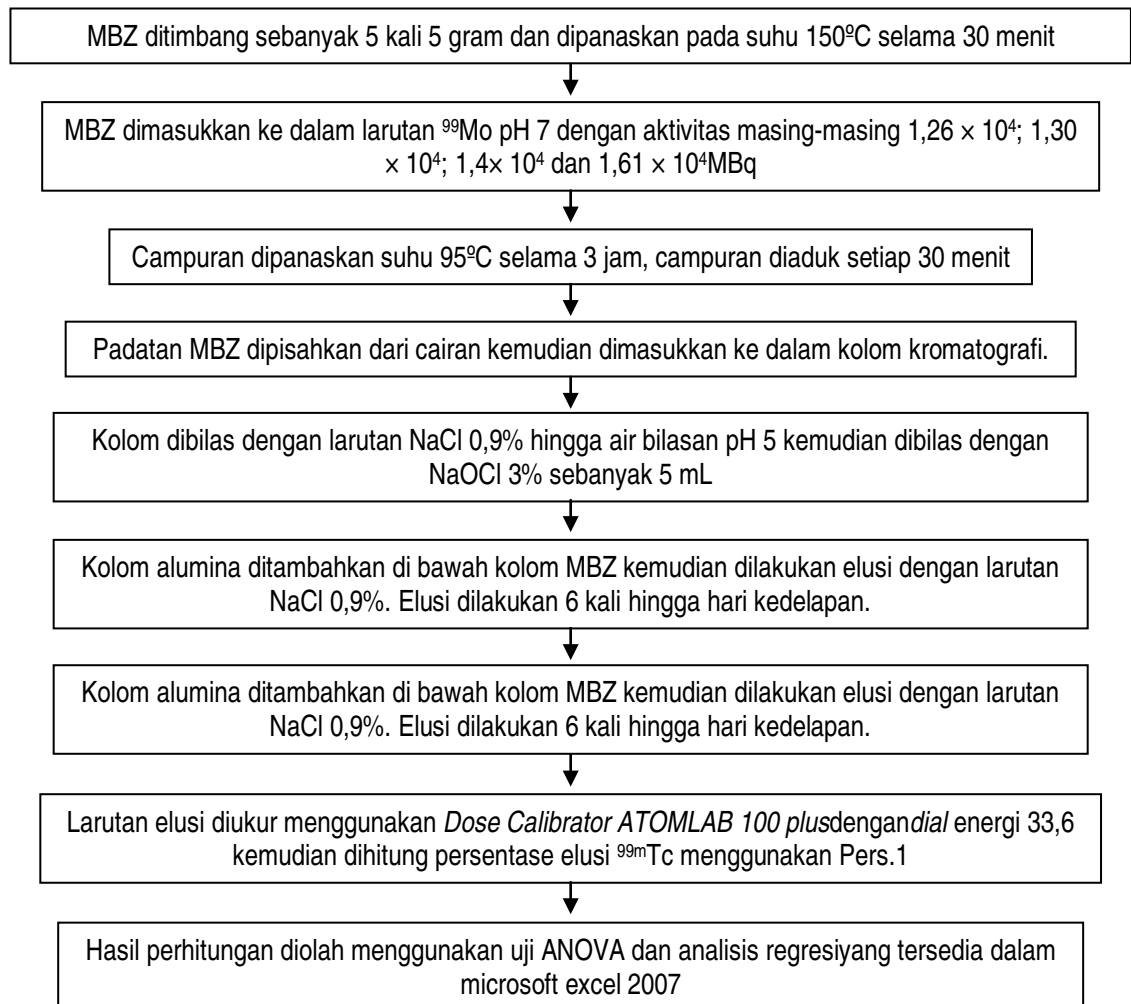 MBZ ditimbang sebanyak 5 kali 5 gram dan dipanaskan pada suhu 150ºC selama 30 menit
MBZ dimasukkan ke dalam larutan ⁹⁹Mo pH 7 dengan aktivitas masing-masing 1,26 × 10⁴; 1,30
× 10⁴; 1,4× 10⁴ dan 1,61 × 10⁴MBq
Campuran dipanaskan suhu 95ºC selama 3 jam, campuran diaduk setiap 30 menit
Padatan MBZ dipisahkan dari cairan kemudian dimasukkan ke dalam kolom kromatografi.
Kolom dibilas dengan larutan NaCl 0,9% hingga air bilasan pH 5 kemudian dibilas dengan
NaOCl 3% sebanyak 5 mL
Kolom alumina ditambahkan di bawah kolom MBZ kemudian dilakukan elusi dengan larutan
NaCl 0,9%. Elusi dilakukan 6 kali hingga hari kedelapan.
Kolom alumina ditambahkan di bawah kolom MBZ kemudian dilakukan elusi dengan larutan
NaCl 0,9%. Elusi dilakukan 6 kali hingga hari kedelapan.
Larutan elusi diukur menggunakan Dose Calibrator ATOMLAB 100 plusdengandial energi 33,6
kemudian dihitung persentase elusi ⁹⁹ᵐTc menggunakan Pers.1
Hasil perhitungan diolah menggunakan uji ANOVA dan analisis regresiyang tersedia dalam
microsoft excel 2007